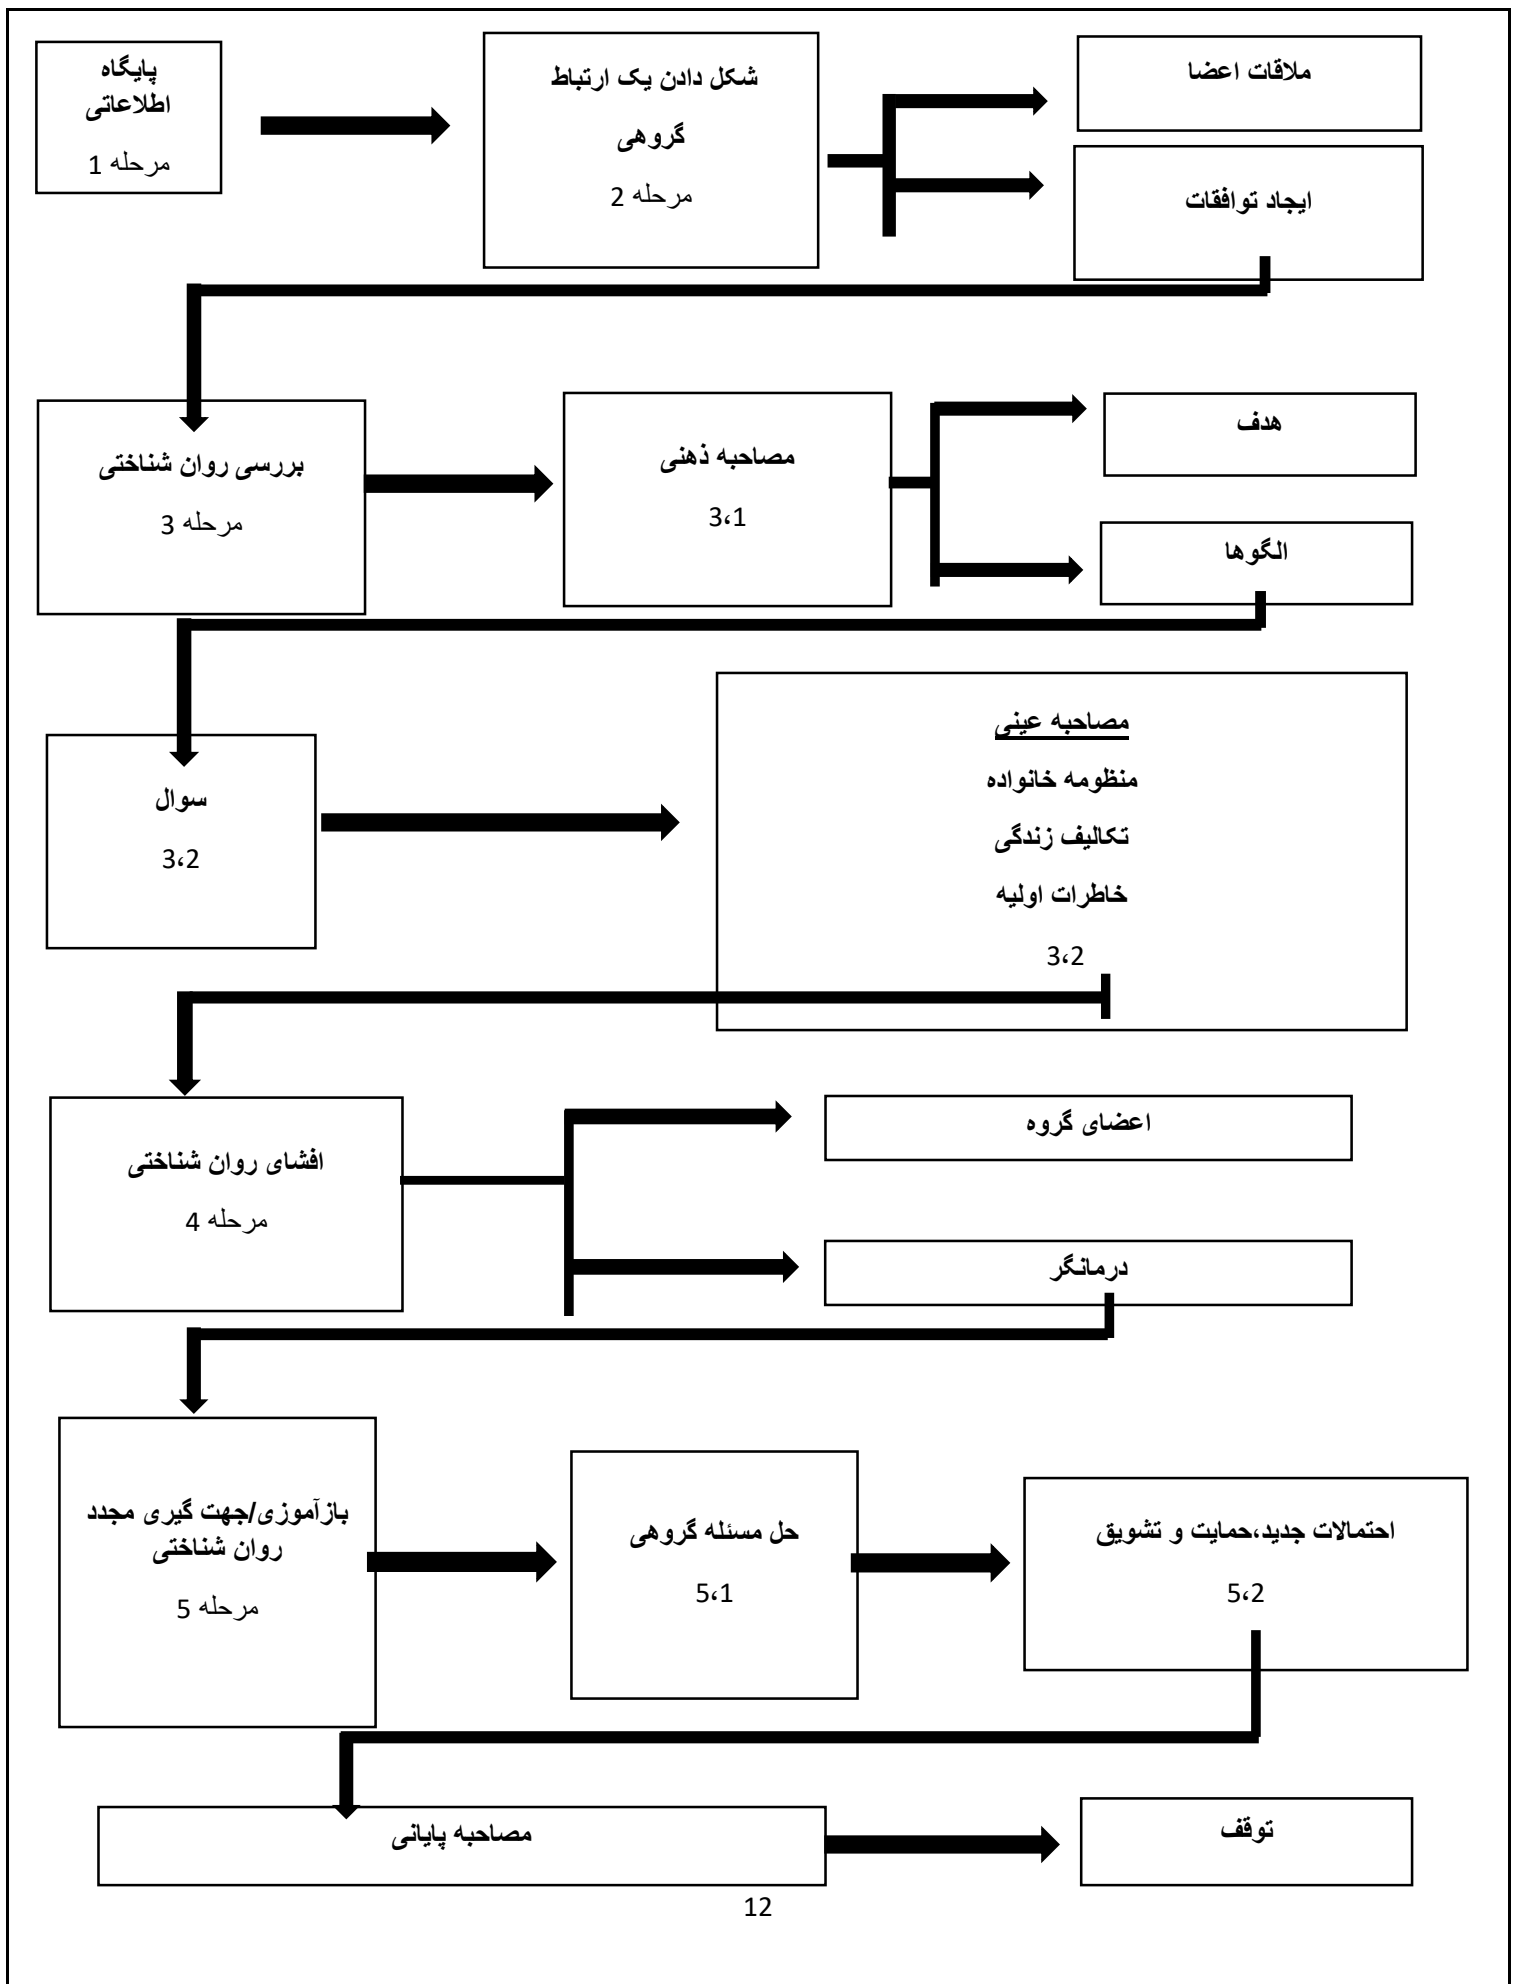 پایگاه
اطلاعاتی
مرحله 1
شکل دادن یک ارتباط
گروهی
مرحله 2
ملاقات اعضا
ایجاد توافقات
بررسی روان شناختی
مرحله 3
مصاحبه ذهنی
3،1
هدف
الگوها
سوال
3،2
مصاحبه عینی
منظومه خانواده
تکالیف زندگی
خاطرات اولیه
3،2
افشای روان شناختی
مرحله 4
اعضای گروه
درمانگر
بازآموزی/جهت گیری مجدد
روان شناختی
مرحله 5
حل مسئله گروهی
5،1
احتمالات جدید،حمایت و تشویق
5،2
مصاحبه پایانی
توقف
12